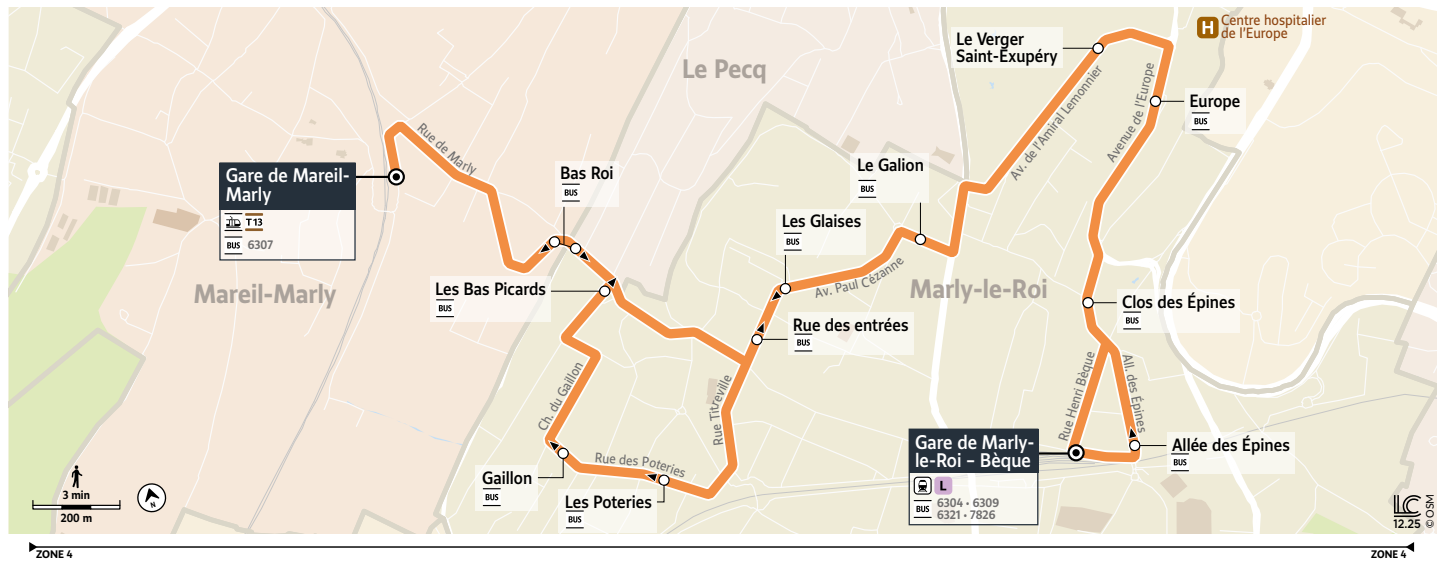 Centre hospitalier
de l'Europe
H
Le Verger
Saint-Exupéry
Le Pecq
Europe
BUS
Avenue de l'Europe
Av. de l'Amiral Lemonnier
Rue de Marly
Gare de Mareil-
Marly
T13
BUS 6307
Bas Roi
BUS
Le Galion
BUS
Les Glaises
BUS
Av. Paul Cézanne
Mareil-Marly
Les Bas Picards
BUS
Marly-le-Roi
Clos des Épines
BUS
Rue des entrées
BUS
Ch. du Gaillon
Rue Titreville
Rue Henri Bèque
All. des Épines
Gare de Marly-
le-Roi – Bèque
L
BUS 6304 • 6309
6321 • 7826
Allée des Épines
BUS
Rue des Poteries
Gaillon
BUS
Les Poteries
BUS
3 min
200 m
N
LC
12.25
© OSM
ZONE 4
ZONE 4